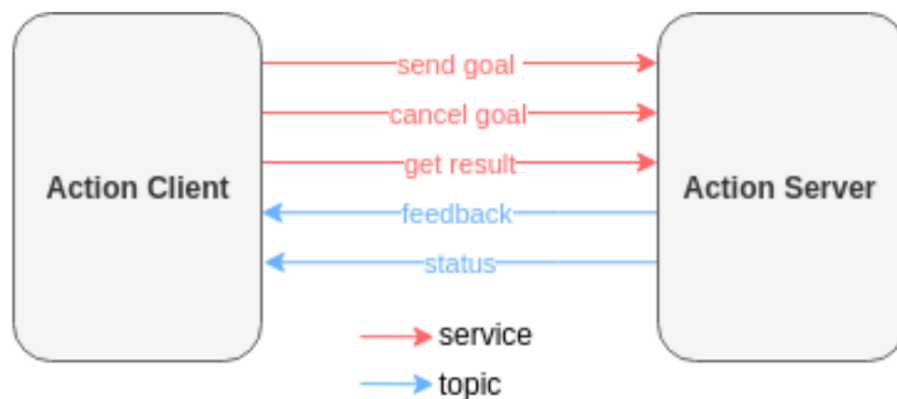 send goal
cancel goal
get result
Action Client
Action Server
feedback
status
service
topic